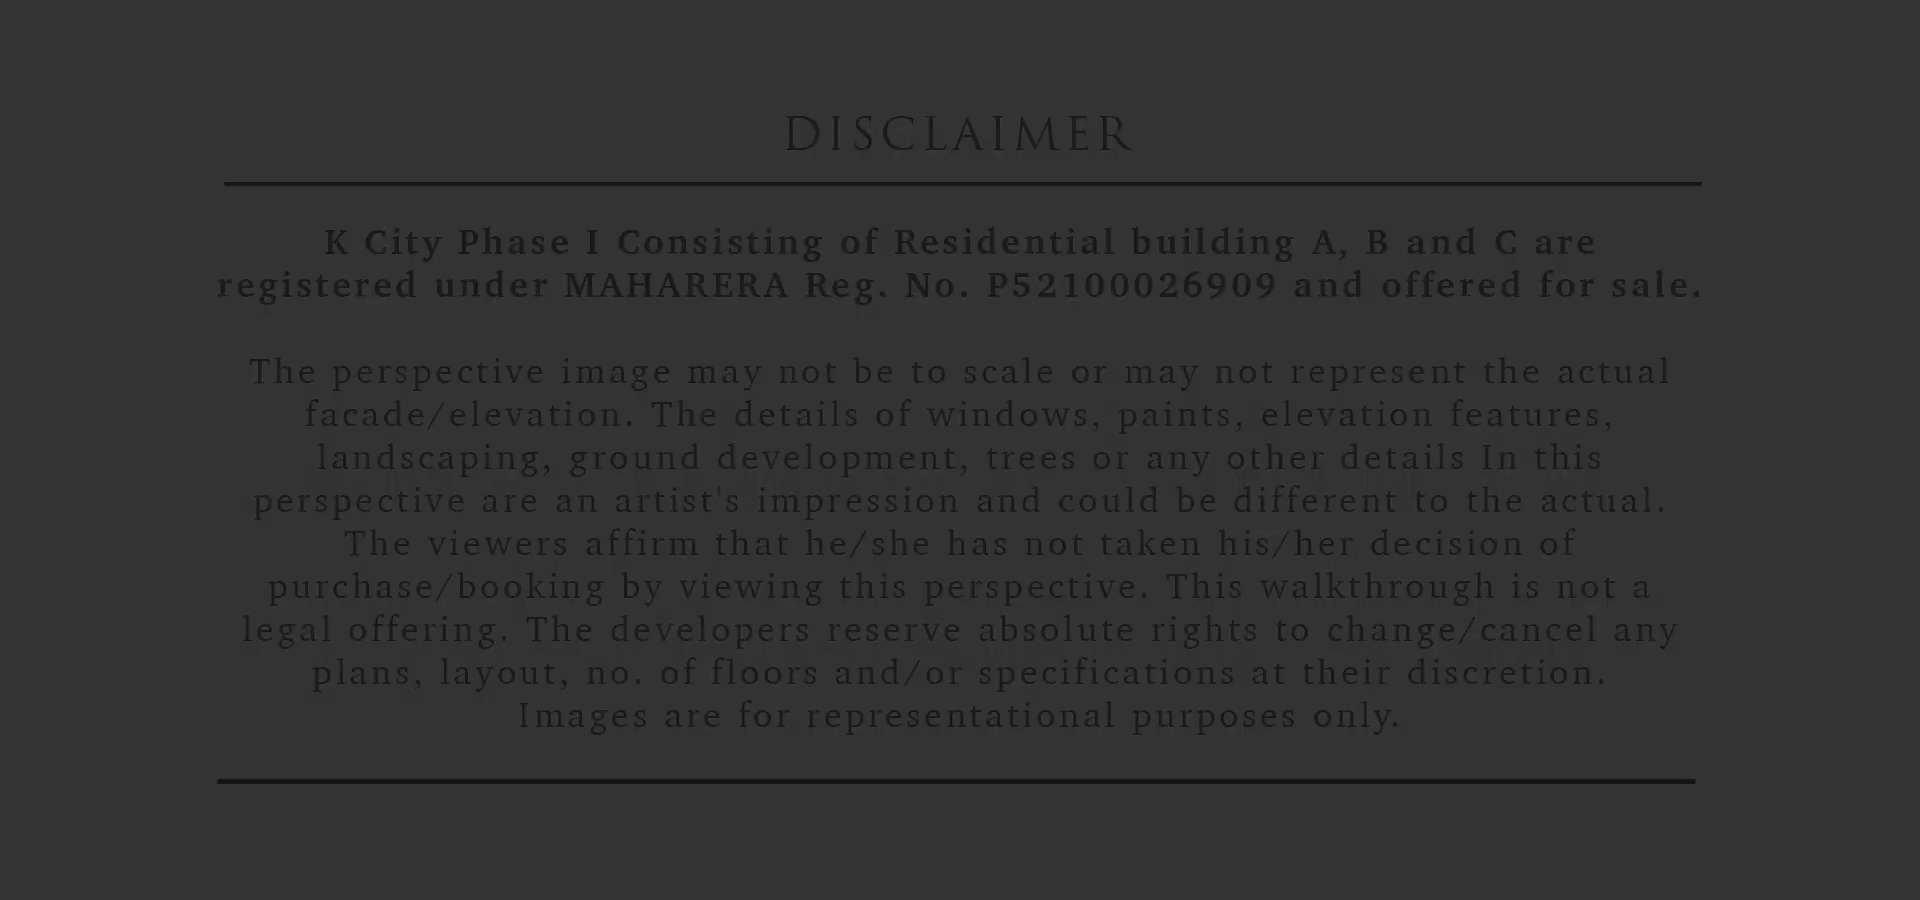 DISCLAIMER
K City Phase I Consisting of Residential building A, B and C are
registered under MAHARERA Reg. No. P52100026909 and offered for sale.
The perspective image may not be to scale or may not represent the actual
facade/elevation. The details of windows, paints, elevation features,
landscaping, ground development, trees or any other details In this
perspective are an artist's impression and could be different to the actual.
The viewers affirm that he/she has not taken his/her decision of
purchase/booking by viewing this perspective. This walkthrough is not a
legal offering. The developers reserve absolute rights to change/cancel any
plans, layout, no. of floors and/or specifications at their discretion.
Images are for representational purposes only.